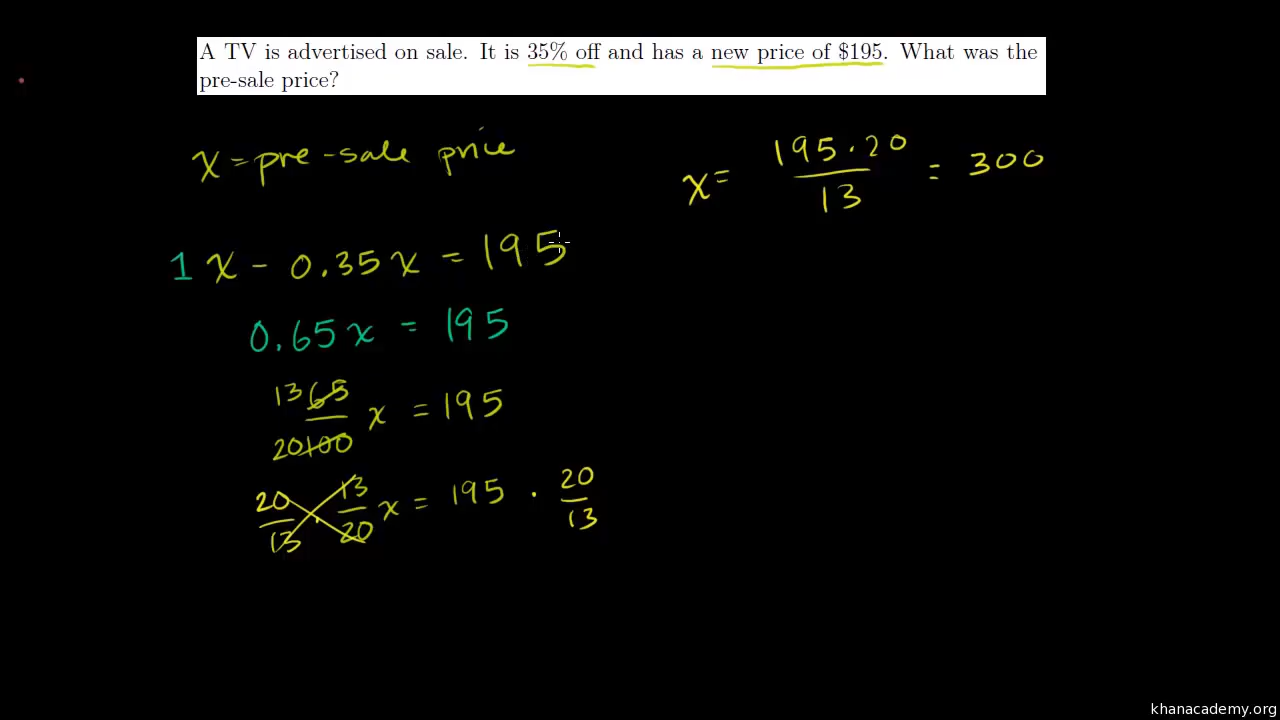 A TV is advertised on sale. It is 35% off and has a new price of $195. What was the
pre-sale price?
x = pre-sale price
1x - 0.35x = 195
0.65x = 195
13 65
20 100 x = 195
20/13 · 13/20 x = 195 · 20/13
x = 195·20/13 = 300
khanacademy.org